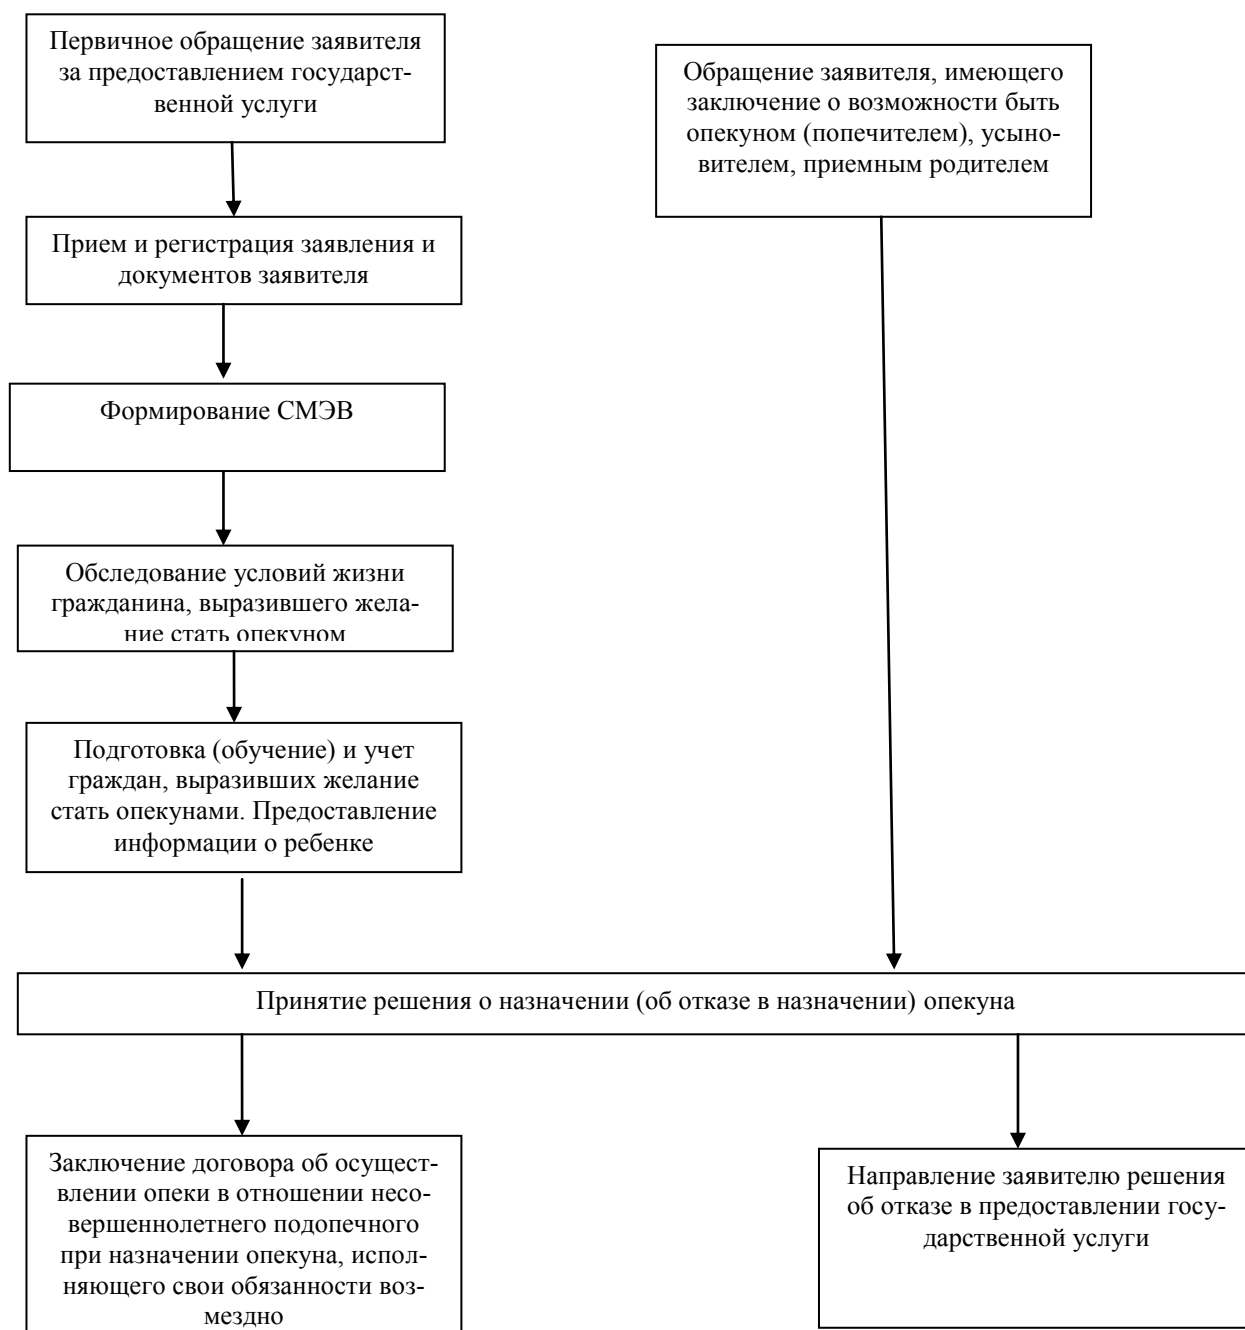 Первичное обращение заявителя
за предоставлением государст-
венной услуги
Обращение заявителя, имеющего
заключение о возможности быть
опекуном (попечителем), усыно-
вителем, приемным родителем
Прием и регистрация заявления и
документов заявителя
Формирование СМЭВ
Обследование условий жизни
гражданина, выразившего жела-
ние стать опекуном
Подготовка (обучение) и учет
граждан, выразивших желание
стать опекунами. Предоставление
информации о ребенке
Принятие решения о назначении (об отказе в назначении) опекуна
Заключение договора об осущест-
влении опеки в отношении несо-
вершеннолетнего подопечного
при назначении опекуна, испол-
няющего свои обязанности воз-
мездно
Направление заявителю решения
об отказе в предоставлении госу-
дарственной услуги